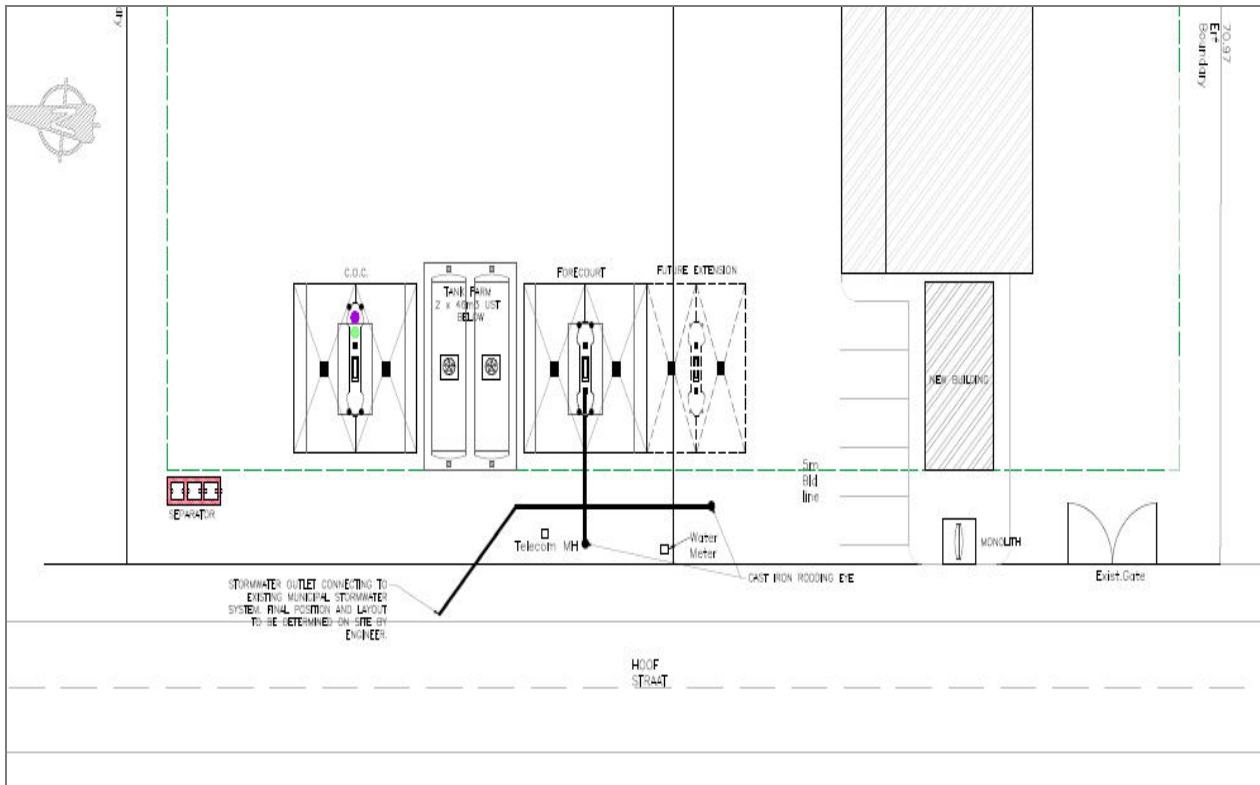 70.97
Erf
Boundary
N
C.O.C.
FORECOURT
FUTURE EXTENSION
TANK FARM
2 x 46m3 UST
BELOW
NEW BUILDING
5m
Bld
line
SEPARATOR
Telecom MH
Water
Meter
MONOLITH
CAST IRON RODDING EYE
Exist.Gate
STORMWATER OUTLET CONNECTING TO
EXISTING MUNICIPAL STORMWATER
SYSTEM. FINAL POSITION AND LAYOUT
TO BE DETERMINED ON SITE BY
ENGINEER.
HOOF
STRAAT